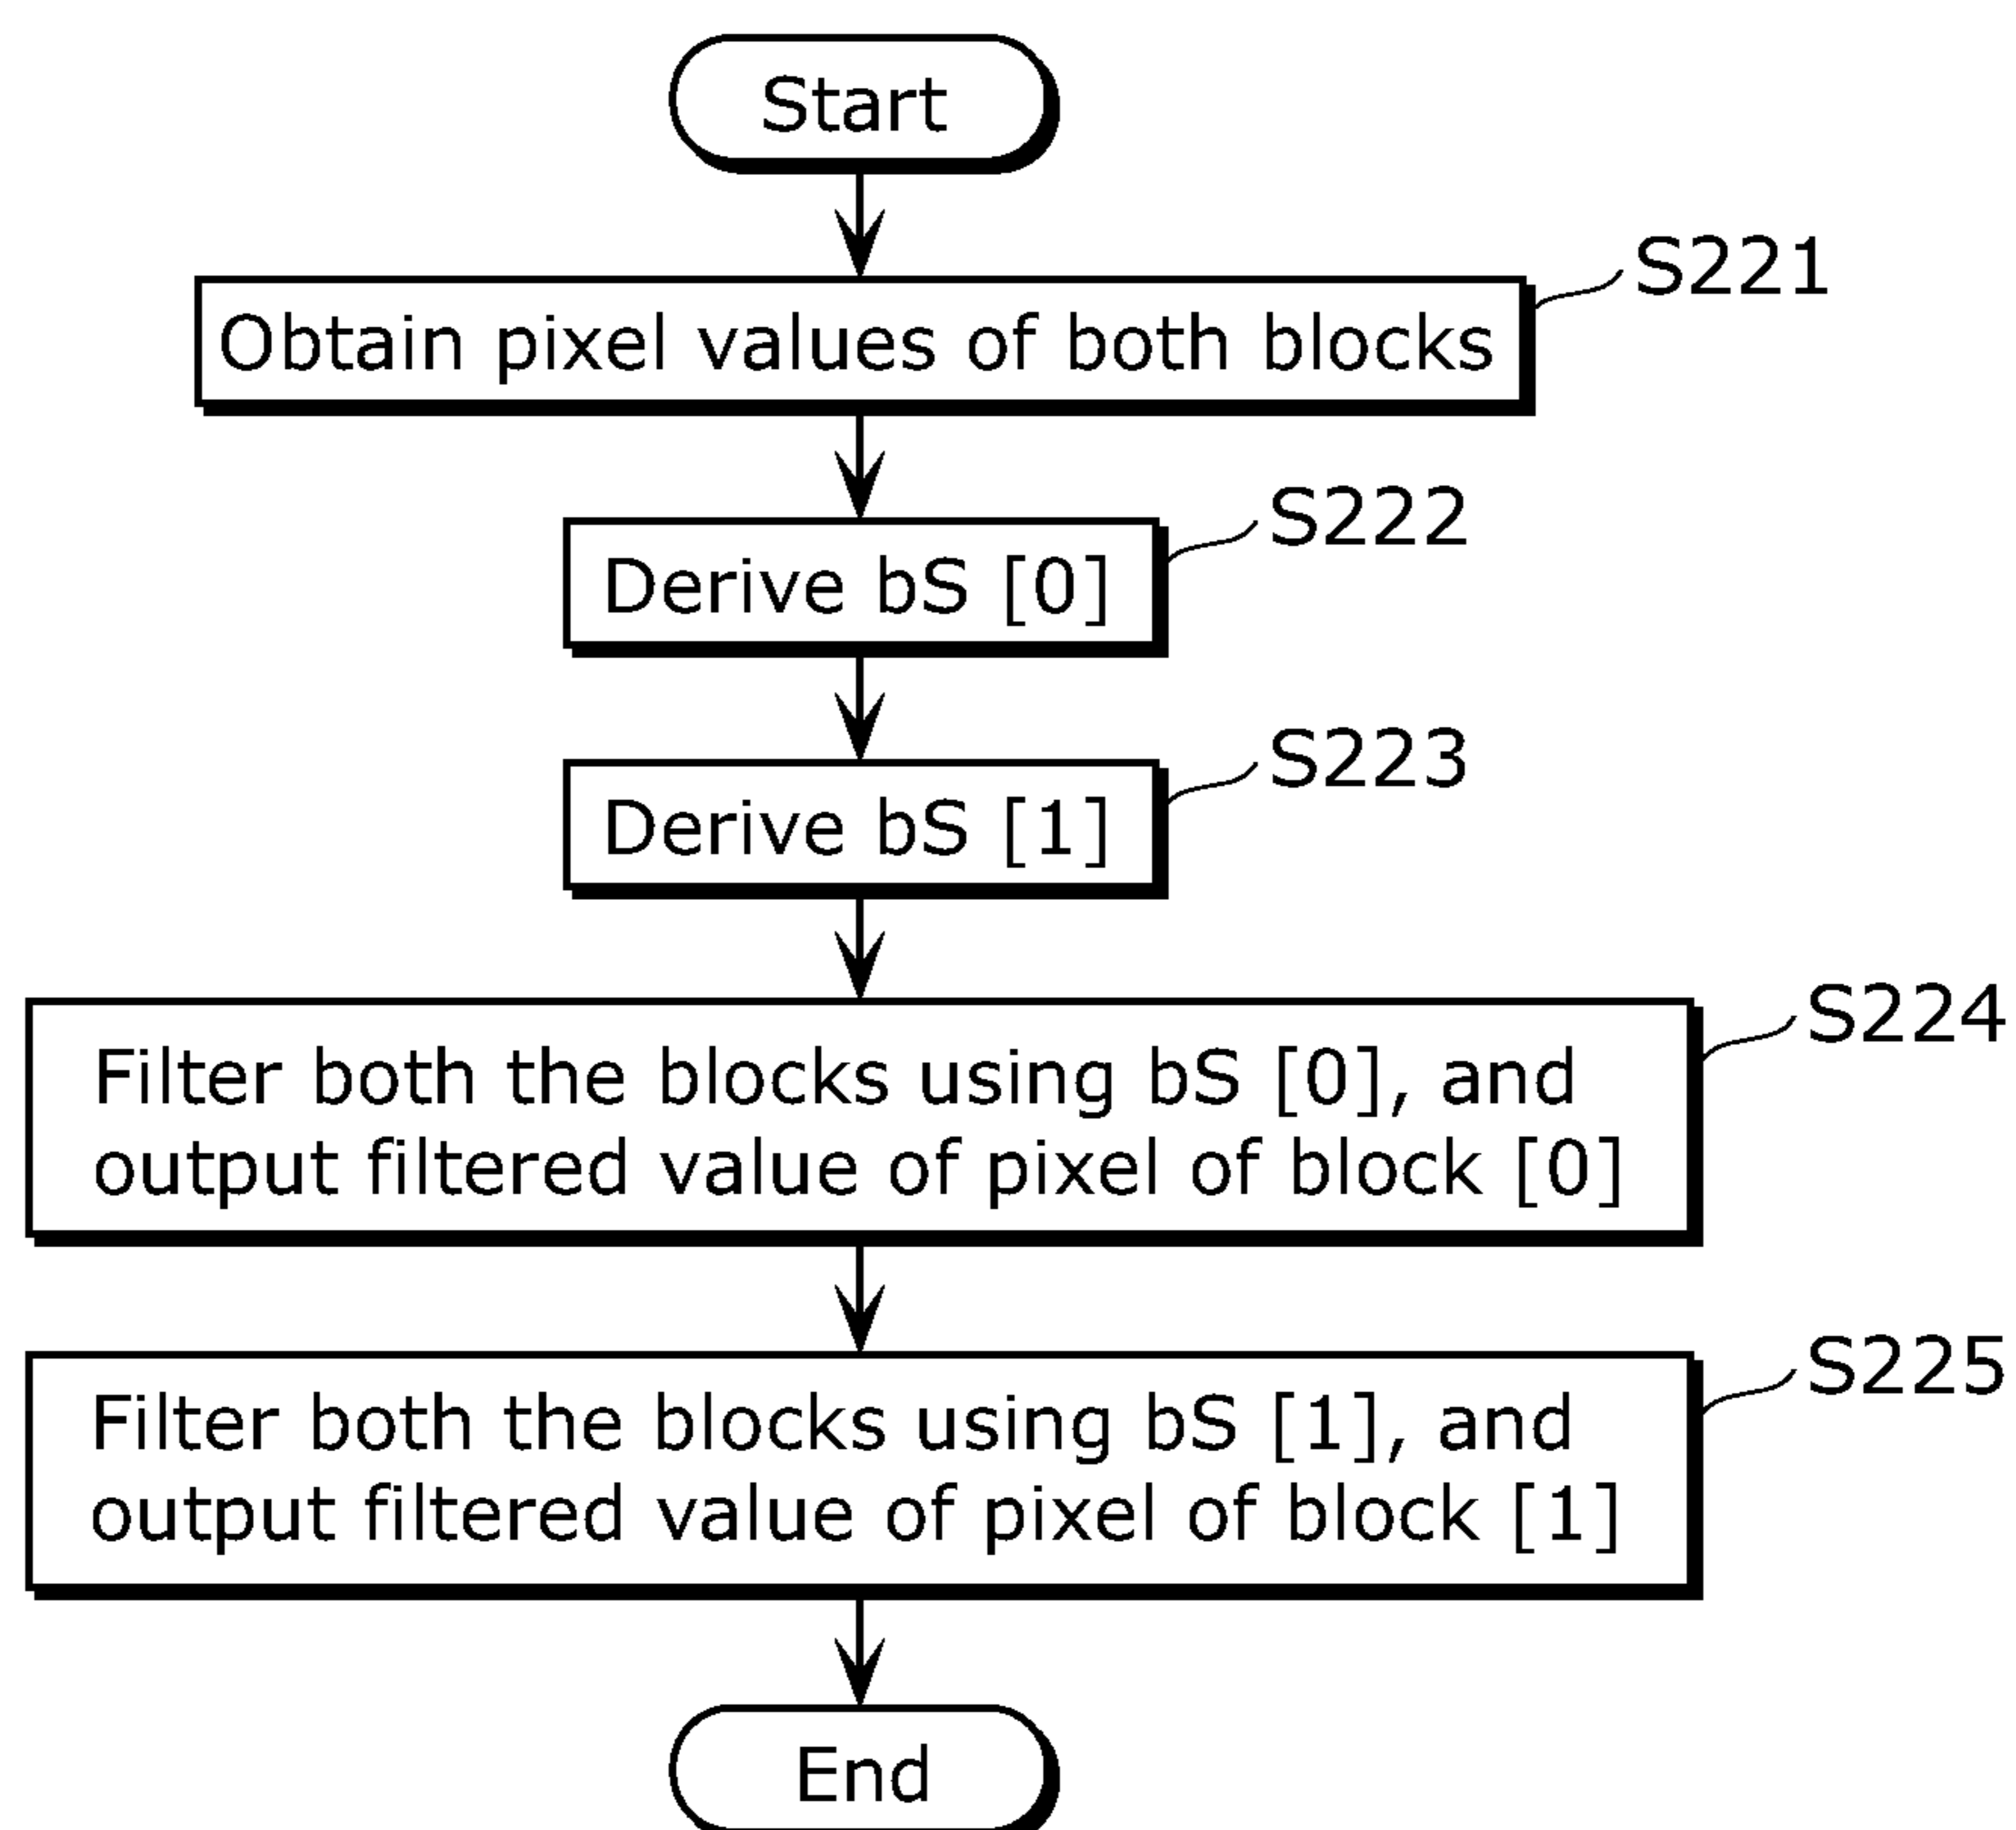 Start
S221
Obtain pixel values of both blocks
S222
Derive bS [0]
S223
Derive bS [1]
S224
Filter both the blocks using bS [0], and
output filtered value of pixel of block [0]
S225
Filter both the blocks using bS [1], and
output filtered value of pixel of block [1]
End